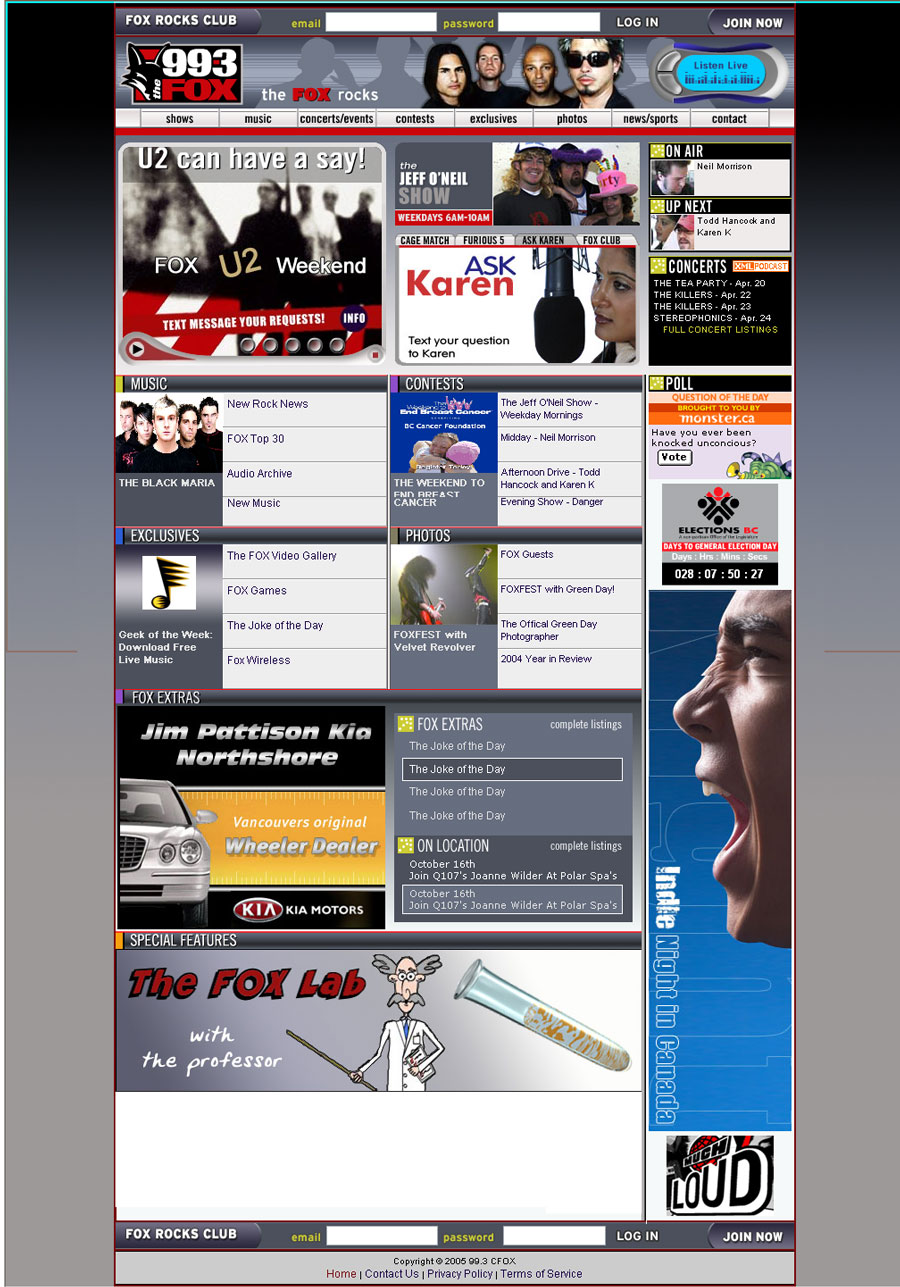 FOX ROCKS CLUB
email
password
LOG IN
JOIN NOW
99.3
the FOX
the FOX rocks
Listen Live
shows
music
concerts/events
contests
exclusives
photos
news/sports
contact
U2 can have a say!
FOX U2 Weekend
TEXT MESSAGE YOUR REQUESTS!
INFO
the
JEFF O'NEIL
SHOW
WEEKDAYS 6AM-10AM
CAGE MATCH
FURIOUS 5
ASK KAREN
FOX CLUB
ASK
Karen
Text your question
to Karen
ON AIR
Neil Morrison
UP NEXT
Todd Hancock and
Karen K
CONCERTS
XML PODCAST
THE TEA PARTY - Apr. 20
THE KILLERS - Apr. 22
THE KILLERS - Apr. 23
STEREOPHONICS - Apr. 24
FULL CONCERT LISTINGS
MUSIC
THE BLACK MARIA
New Rock News
FOX Top 30
Audio Archive
New Music
CONTESTS
The Weekend to
End Breast Cancer
BC Cancer Foundation
Register Today!
THE WEEKEND TO
END BREAST
CANCER
The Jeff O'Neil Show -
Weekday Mornings
Midday - Neil Morrison
Afternoon Drive - Todd
Hancock and Karen K
Evening Show - Danger
POLL
QUESTION OF THE DAY
BROUGHT TO YOU BY
monster.ca
Have you ever been
knocked unconcious?
Vote
ELECTIONS BC
A non-partisan Office of the Legislature
DAYS TO GENERAL ELECTION DAY
Days : Hrs : Mins : Secs
028 : 07 : 50 : 27
EXCLUSIVES
Geek of the Week:
Download Free
Live Music
The FOX Video Gallery
FOX Games
The Joke of the Day
Fox Wireless
PHOTOS
FOXFEST with
Velvet Revolver
FOX Guests
FOXFEST with Green Day!
The Offical Green Day
Photographer
2004 Year in Review
FOX EXTRAS
Jim Pattison Kia
Northshore
Vancouvers original
Wheeler Dealer
KIA KIA MOTORS
FOX EXTRAS
complete listings
The Joke of the Day
The Joke of the Day
The Joke of the Day
The Joke of the Day
ON LOCATION
complete listings
October 16th
Join Q107's Joanne Wilder At Polar Spa's
October 16th
Join Q107's Joanne Wilder At Polar Spa's
Indie Night in Canada
SPECIAL FEATURES
The FOX Lab
with
the professor
MUCH
LOUD
FOX ROCKS CLUB
email
password
LOG IN
JOIN NOW
Copyright © 2005 99.3 CFOX
Home | Contact Us | Privacy Policy | Terms of Service